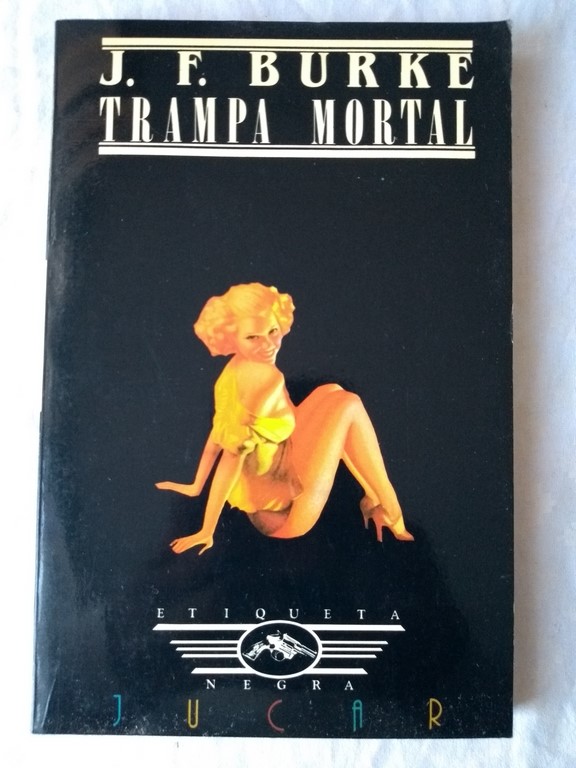 J. F. BURKE
TRAMPA MORTAL
ETIQUETA
NEGRA
JUCAR